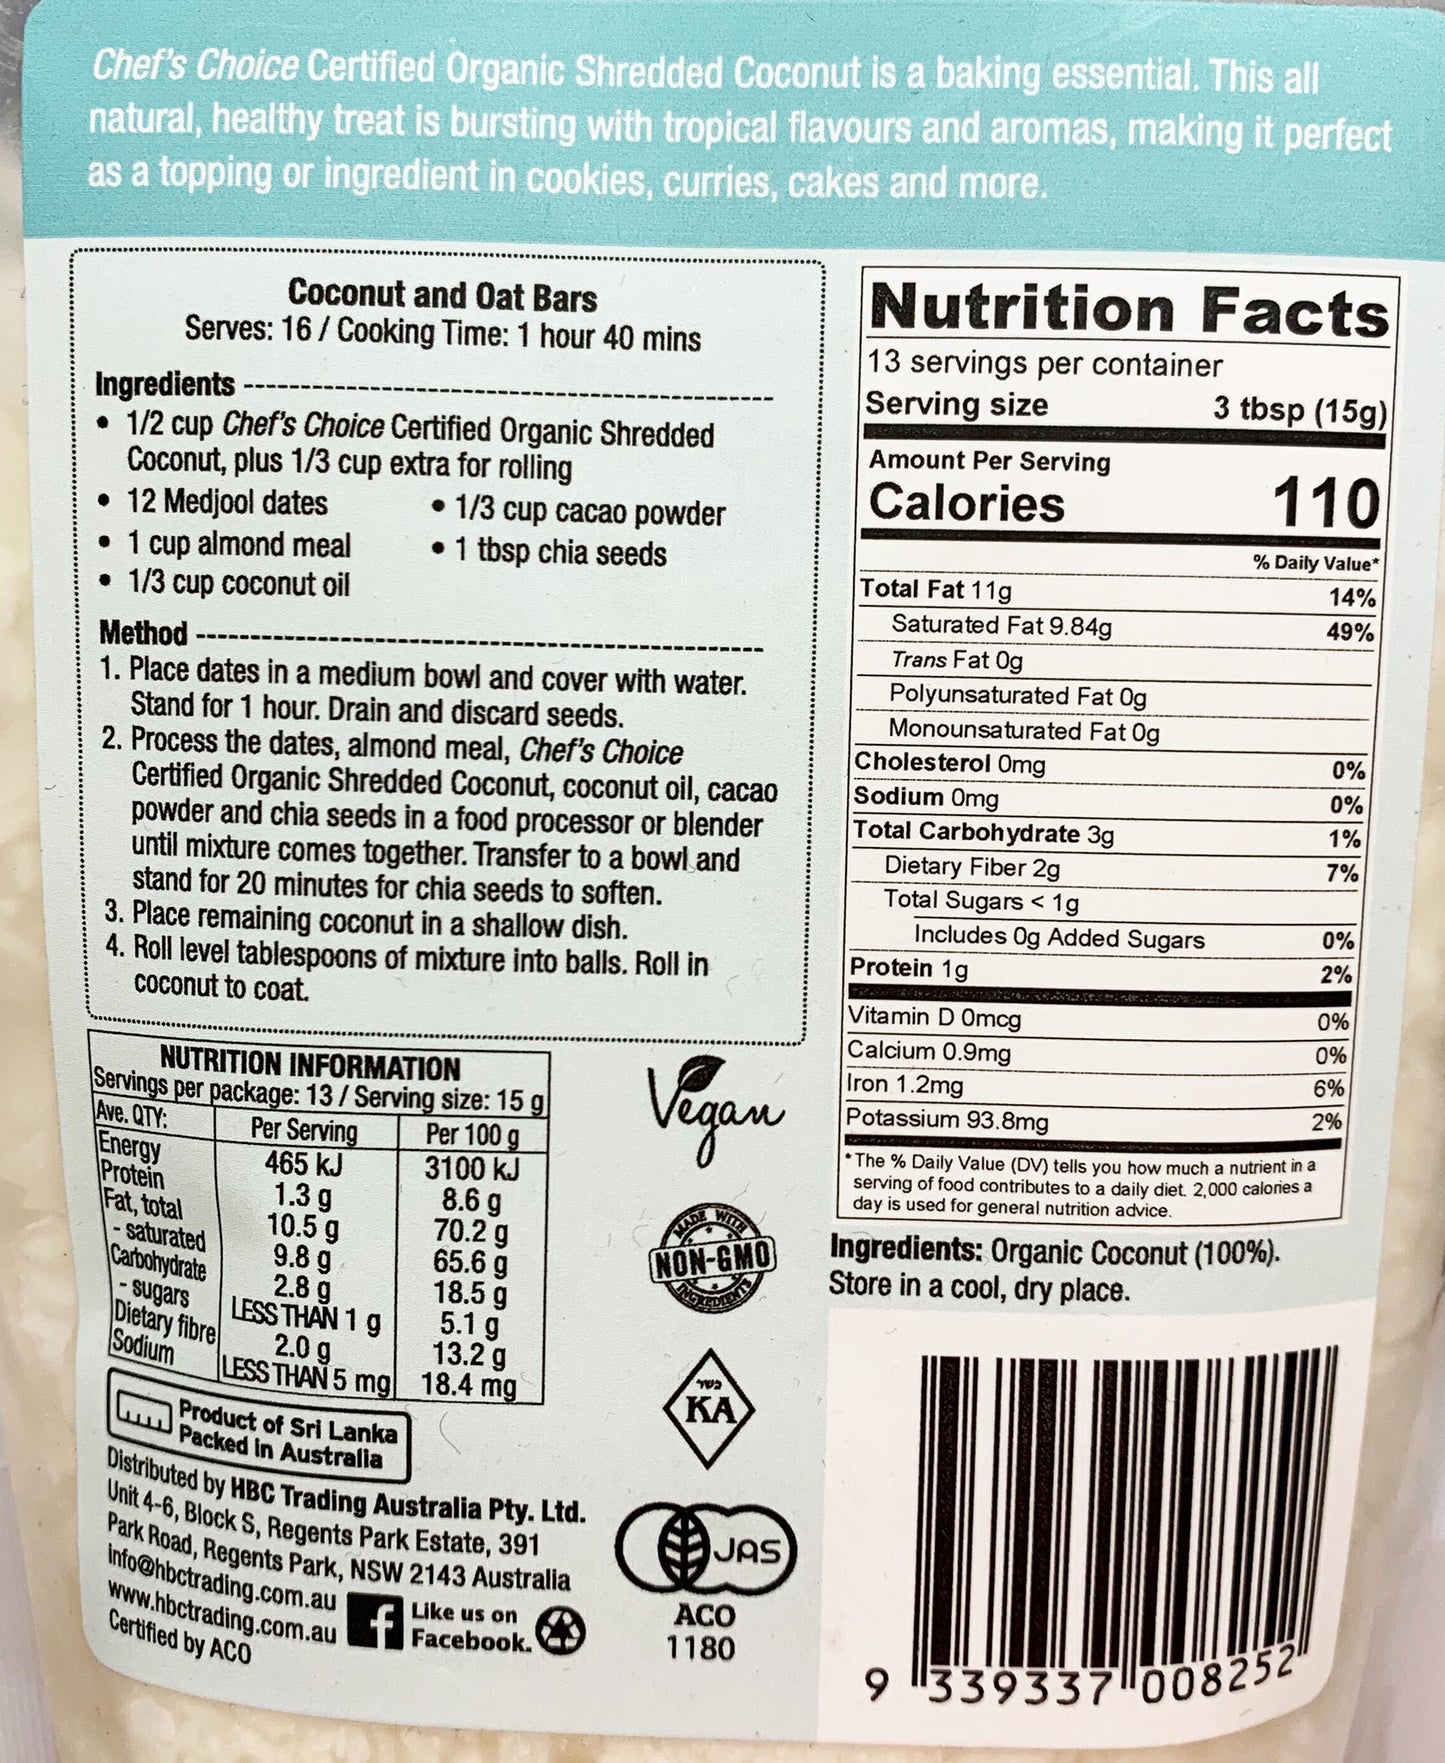 Chef's Choice Certified Organic Shredded Coconut is a baking essential. This all
natural, healthy treat is bursting with tropical flavours and aromas, making it perfect
as a topping or ingredient in cookies, curries, cakes and more.
Coconut and Oat Bars
Serves: 16 / Cooking Time: 1 hour 40 mins
Ingredients
• 1/2 cup Chef's Choice Certified Organic Shredded
Coconut, plus 1/3 cup extra for rolling
• 12 Medjool dates • 1/3 cup cacao powder
• 1 cup almond meal • 1 tbsp chia seeds
• 1/3 cup coconut oil
Method
1. Place dates in a medium bowl and cover with water.
Stand for 1 hour. Drain and discard seeds.
2. Process the dates, almond meal, Chef's Choice
Certified Organic Shredded Coconut, coconut oil, cacao
powder and chia seeds in a food processor or blender
until mixture comes together. Transfer to a bowl and
stand for 20 minutes for chia seeds to soften.
3. Place remaining coconut in a shallow dish.
4. Roll level tablespoons of mixture into balls. Roll in
coconut to coat.
NUTRITION INFORMATION
Servings per package: 13 / Serving size: 15 g
Ave. QTY: Per Serving Per 100 g
Energy 465 kJ 3100 kJ
Protein 1.3 g 8.6 g
Fat, total 10.5 g 70.2 g
- saturated 9.8 g 65.6 g
Carbohydrate 2.8 g 18.5 g
- sugars LESS THAN 1 g 5.1 g
Dietary fibre 2.0 g 13.2 g
Sodium LESS THAN 5 mg 18.4 mg
Product of Sri Lanka
Packed in Australia
Distributed by HBC Trading Australia Pty. Ltd.
Unit 4-6, Block S, Regents Park Estate, 391
Park Road, Regents Park, NSW 2143 Australia
info@hbctrading.com.au
www.hbctrading.com.au
Certified by ACO
f Like us on
Facebook.
Vegan
MADE WITH
NON-GMO
INGREDIENTS
כשר
KA
JAS
ACO
1180
Nutrition Facts
13 servings per container
Serving size 3 tbsp (15g)
Amount Per Serving
Calories 110
% Daily Value*
Total Fat 11g 14%
Saturated Fat 9.84g 49%
Trans Fat 0g
Polyunsaturated Fat 0g
Monounsaturated Fat 0g
Cholesterol 0mg 0%
Sodium 0mg 0%
Total Carbohydrate 3g 1%
Dietary Fiber 2g 7%
Total Sugars < 1g
Includes 0g Added Sugars 0%
Protein 1g 2%
Vitamin D 0mcg 0%
Calcium 0.9mg 0%
Iron 1.2mg 6%
Potassium 93.8mg 2%
*The % Daily Value (DV) tells you how much a nutrient in a
serving of food contributes to a daily diet. 2,000 calories a
day is used for general nutrition advice.
Ingredients: Organic Coconut (100%).
Store in a cool, dry place.
9 339337 008252